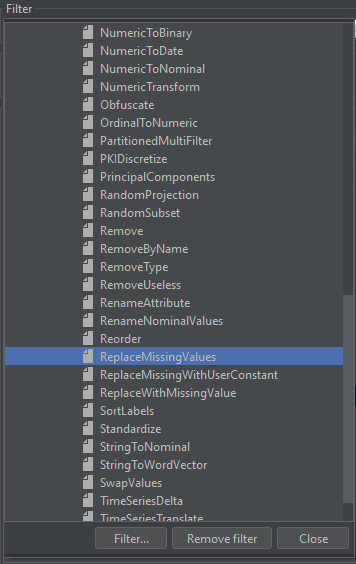 Filter
NumericToBinary
NumericToDate
NumericToNominal
NumericTransform
Obfuscate
OrdinalToNumeric
PartitionedMultiFilter
PKIDiscretize
PrincipalComponents
RandomProjection
RandomSubset
Remove
RemoveByName
RemoveType
RemoveUseless
RenameAttribute
RenameNominalValues
Reorder
ReplaceMissingValues
ReplaceMissingWithUserConstant
ReplaceWithMissingValue
SortLabels
Standardize
StringToNominal
StringToWordVector
SwapValues
TimeSeriesDelta
TimeSeriesTranslate
Filter... Remove filter Close